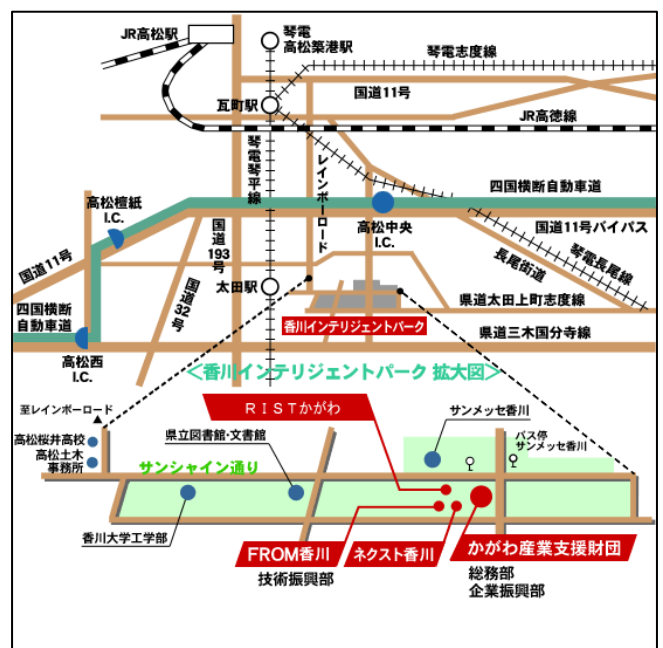 JR高松駅
琴電
高松築港駅
琴電志度線
国道11号
瓦町駅
JR高徳線
琴電琴平線
レインボーロード
四国横断自動車道
高松檀紙
I.C.
国道
193号
高松中央
I.C.
国道11号バイパス
国道11号
国道32号
長尾街道
琴電長尾線
太田駅
四国横断
自動車道
県道太田上町志度線
香川インテリジェントパーク
県道三木国分寺線
高松西
I.C.
<香川インテリジェントパーク 拡大図>
至レインボーロード
RISTかがわ
サンメッセ香川
高松桜井高校
高松土木
事務所
県立図書館・文書館
バス停
サンメッセ香川
サンシャイン通り
香川大学工学部
FROM香川
技術振興部
ネクスト香川
かがわ産業支援財団
総務部
企業振興部